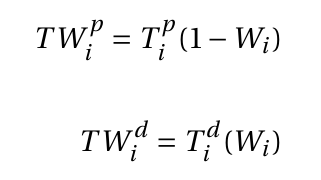 $TW_i^p = T_i^p(1 - W_i)$
$TW_i^d = T_i^d(W_i)$